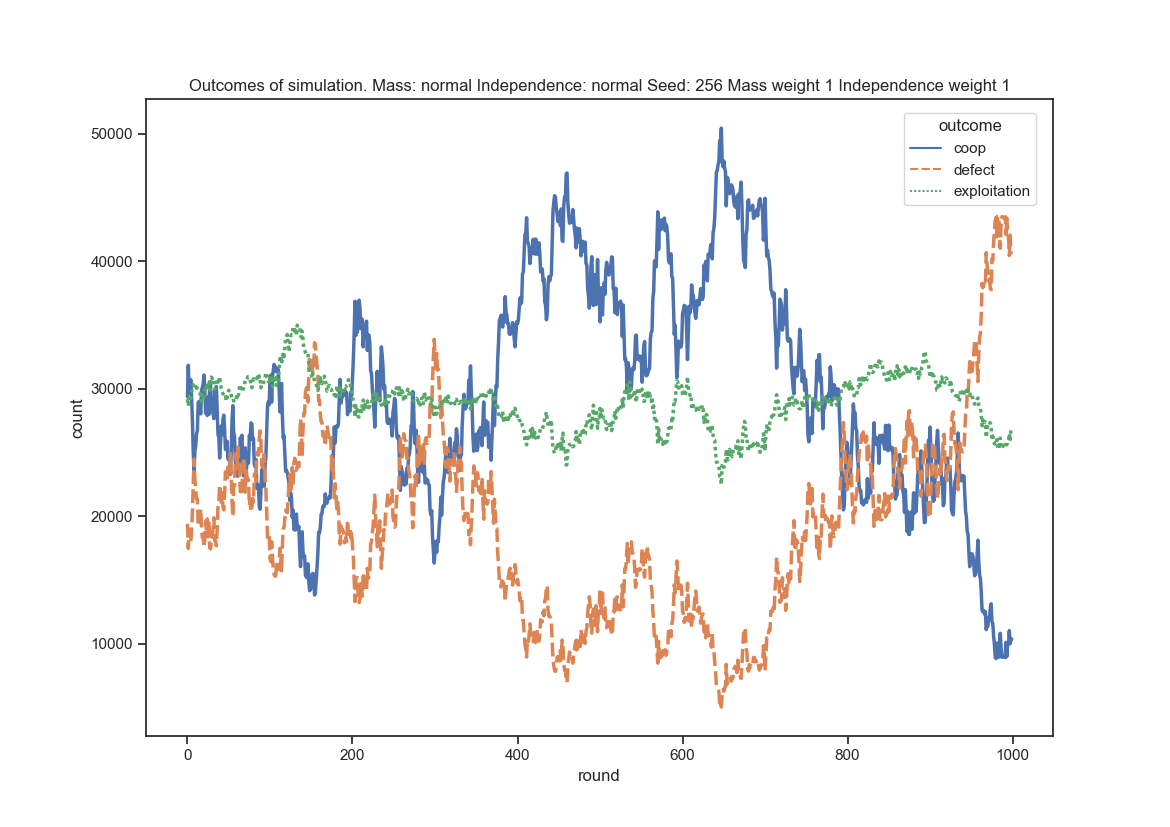 Outcomes of simulation. Mass: normal Independence: normal Seed: 256 Mass weight 1 Independence weight 1
outcome
coop
defect
exploitation
50000
40000
30000
20000
10000
count
0 200 400 600 800 1000
round